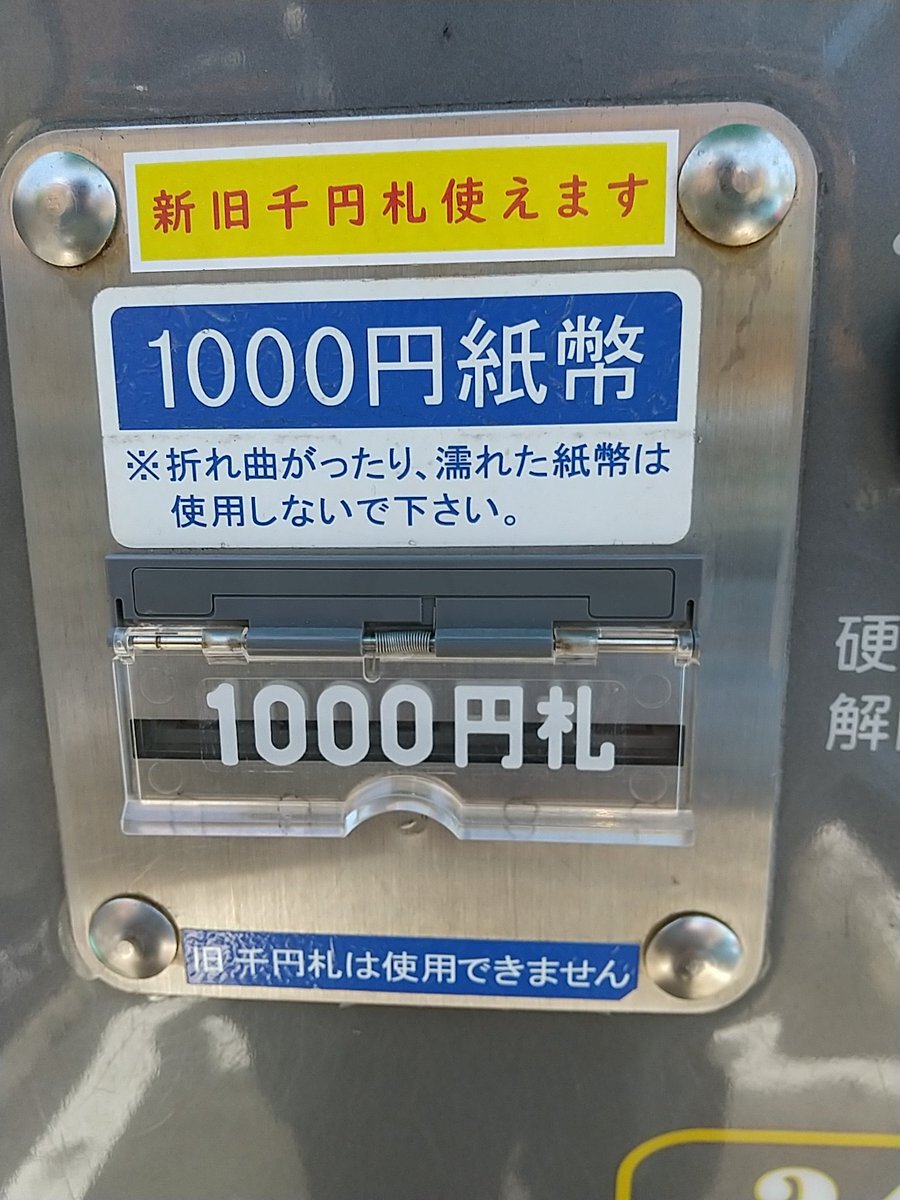 新旧千円札使えます
1000円紙幣
※折れ曲がったり、濡れた紙幣は
使用しないで下さい。
硬
解
1000円札
旧千円札は使用できません